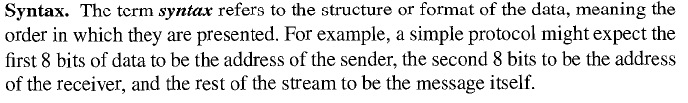 Syntax. The term syntax refers to the structure or format of the data, meaning the
order in which they are presented. For example, a simple protocol might expect the
first 8 bits of data to be the address of the sender, the second 8 bits to be the address
of the receiver, and the rest of the stream to be the message itself.